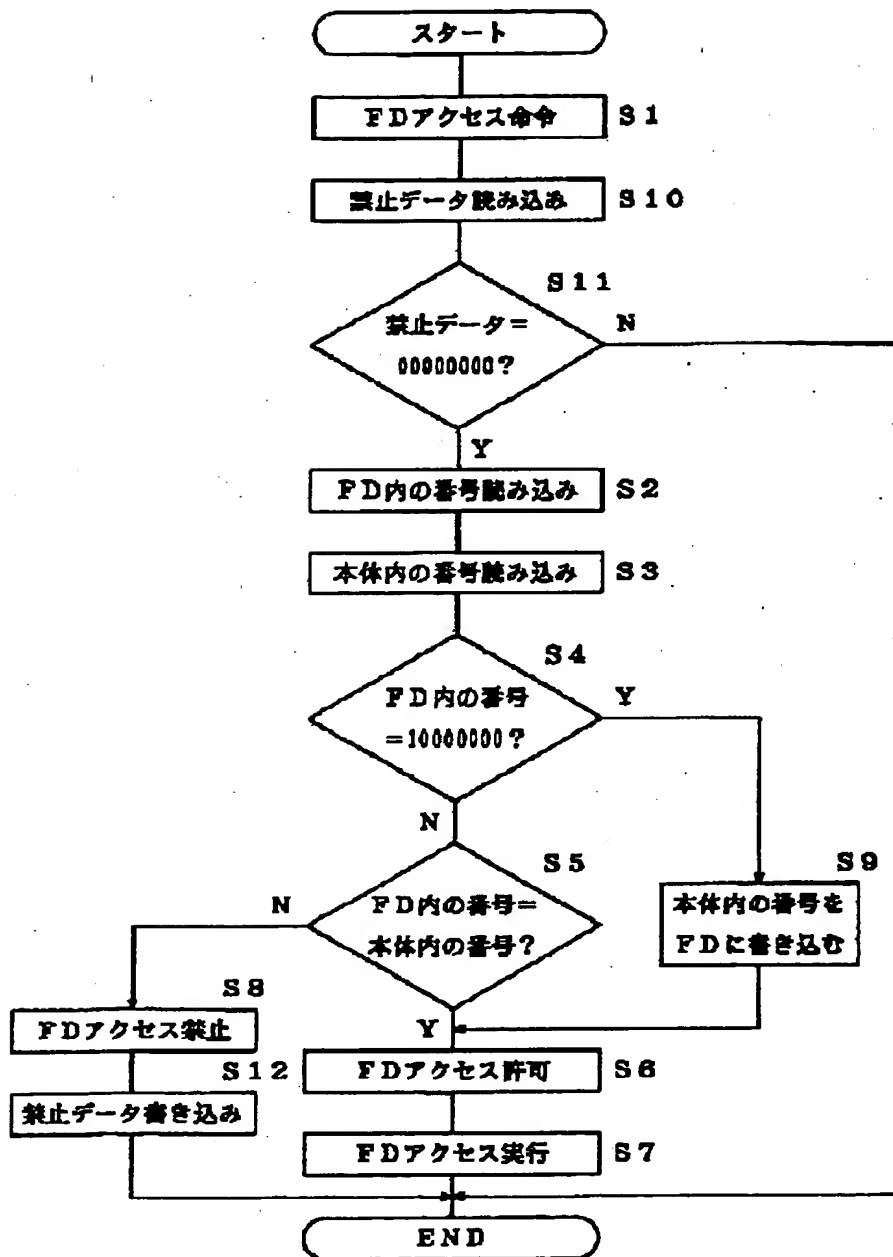 スタート
FDアクセス命令 S1
禁止データ読み込み S10
S11
禁止データ=
00000000?
N
Y
FD内の番号読み込み S2
本体内の番号読み込み S3
S4
FD内の番号
=10000000?
Y
N
S5
FD内の番号=
本体内の番号?
N
S9
本体内の番号を
FDに書き込む
S8
FDアクセス禁止
Y
S12
禁止データ書き込み
FDアクセス許可 S6
FDアクセス実行 S7
END